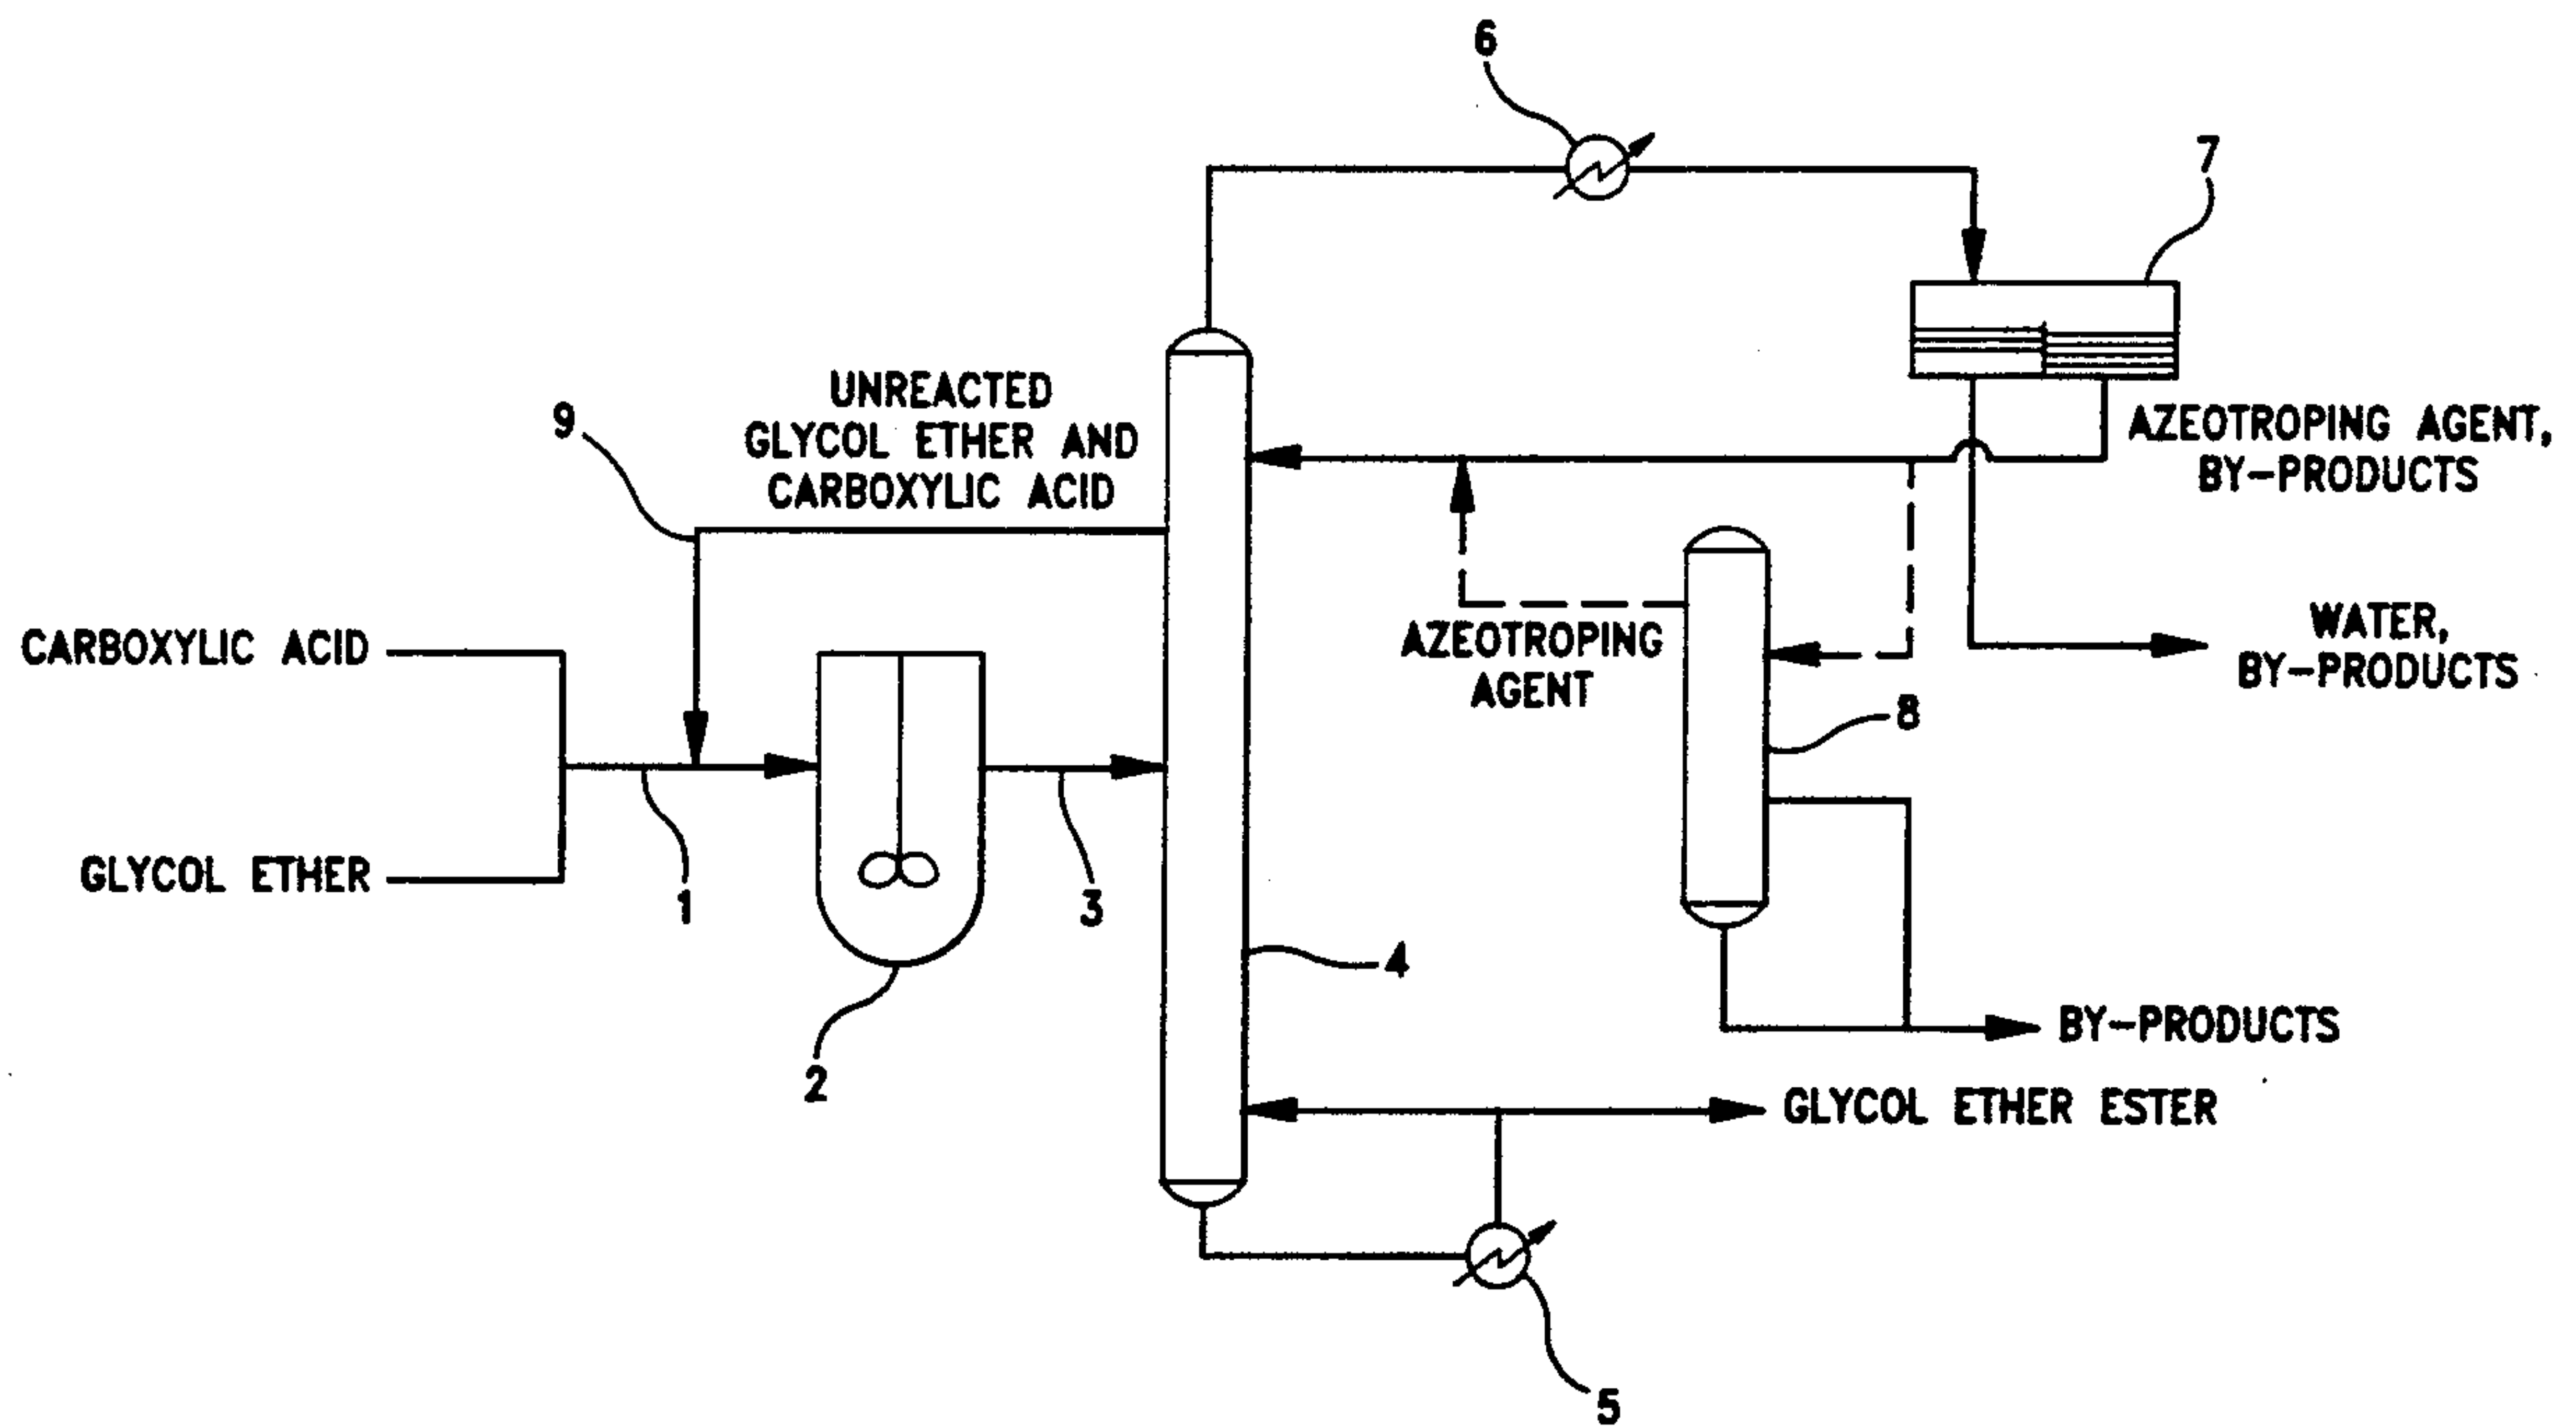 6
7
UNREACTED
GLYCOL ETHER AND
CARBOXYLIC ACID
9
AZEOTROPING AGENT,
BY-PRODUCTS
CARBOXYLIC ACID
AZEOTROPING
AGENT
WATER,
BY-PRODUCTS
8
GLYCOL ETHER
1
3
4
2
BY-PRODUCTS
GLYCOL ETHER ESTER
5